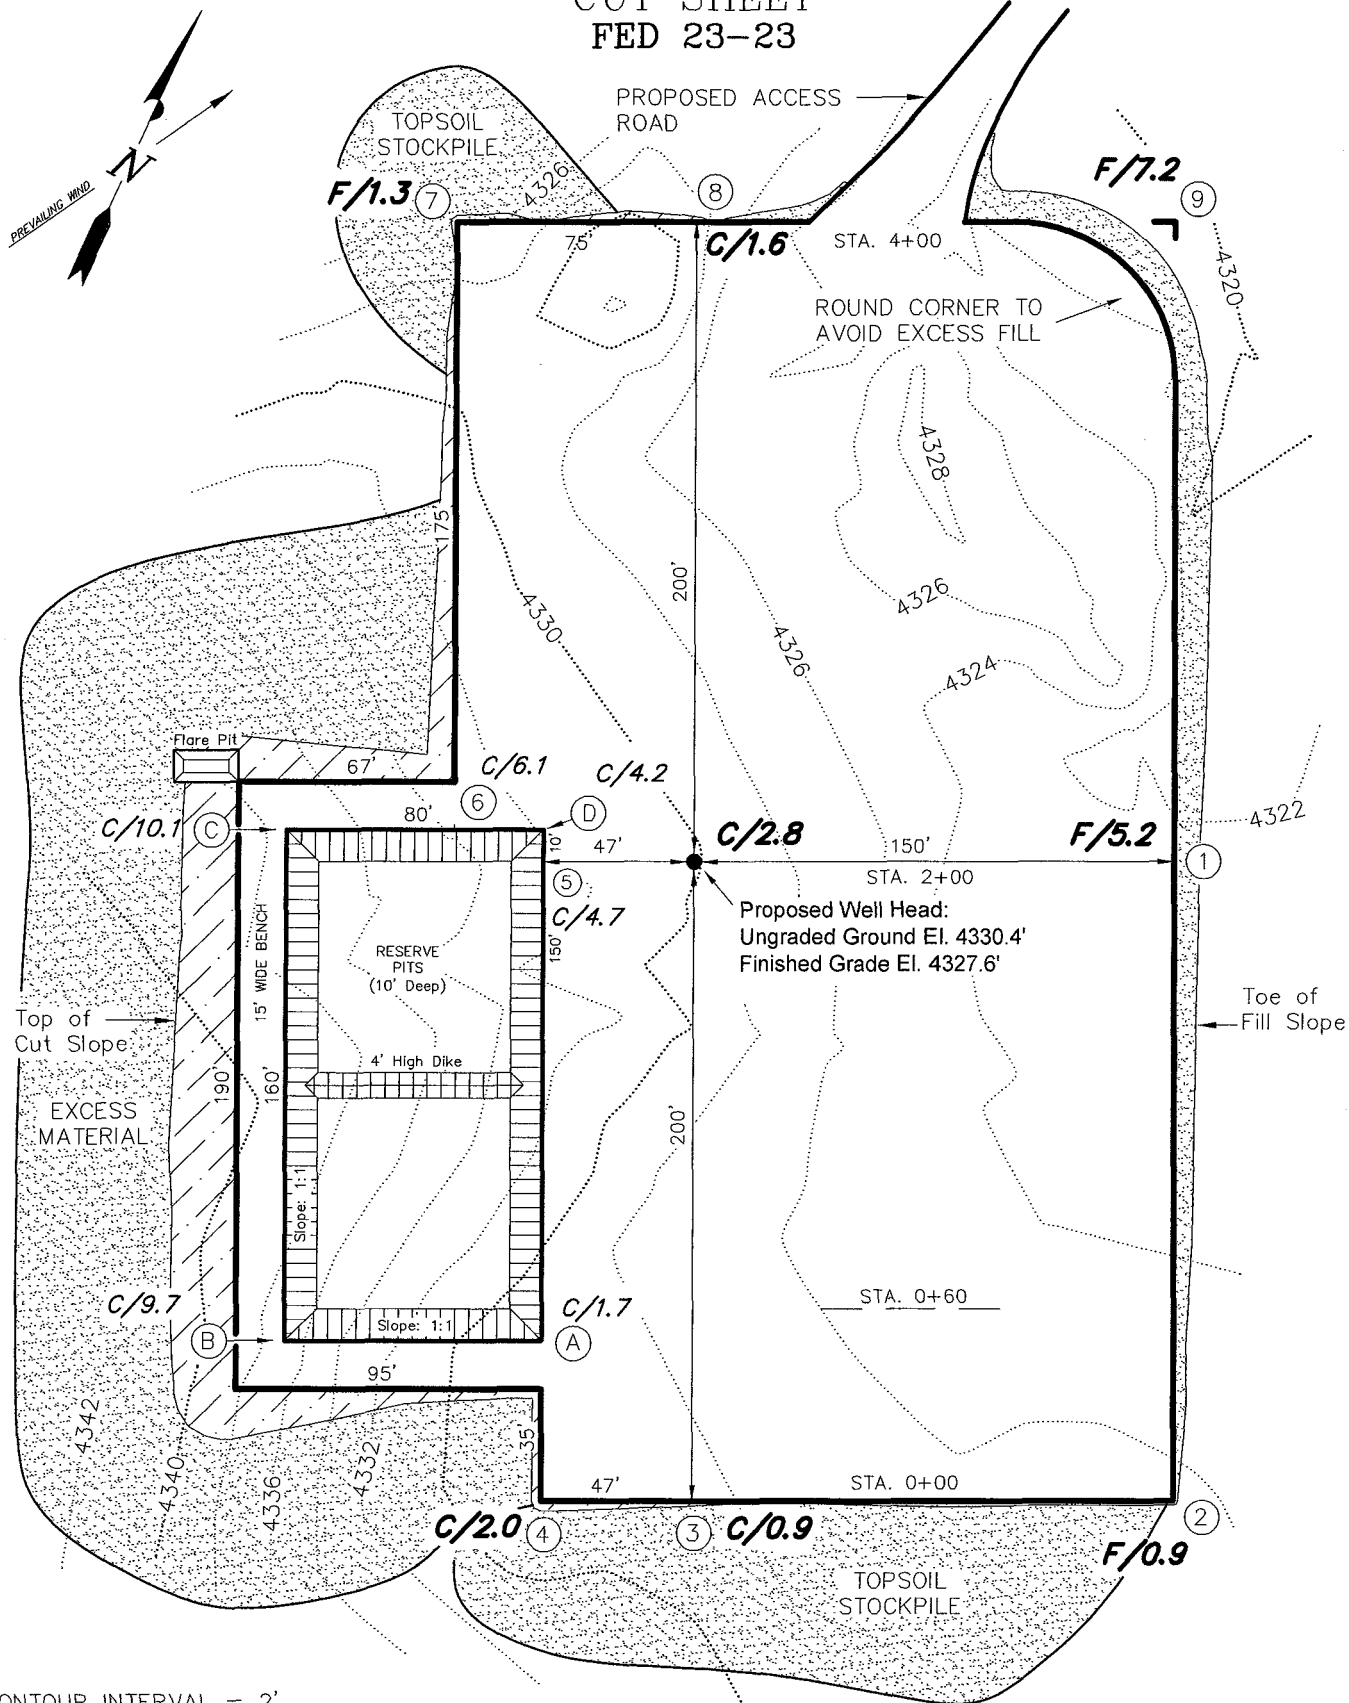 CUT SHEET
FED 23-23
PROPOSED ACCESS
ROAD
TOPSOIL
STOCKPILE
N
PREVAILING WIND
4326
F/1.3
7
8
F/7.2
9
75'
C/1.6
STA. 4+00
4320
ROUND CORNER TO
AVOID EXCESS FILL
4328
175'
200'
4330
4326
4326
4324
Flare Pit
67'
C/6.1
C/4.2
6
80'
D
C/10.1
C
10'
47'
C/2.8
150'
F/5.2
1
4322
STA. 2+00
5
C/4.7
Proposed Well Head:
Ungraded Ground El. 4330.4'
Finished Grade El. 4327.6'
15' WIDE BENCH
RESERVE
PITS
(10' Deep)
150'
Top of
Cut Slope
Toe of
Fill Slope
4' High Dike
190'
160'
200'
EXCESS
MATERIAL
Slope: 1:1
C/9.7
C/1.7
STA. 0+60
B
Slope: 1:1
A
95'
4342
4340
4336
4332
35'
47'
STA. 0+00
C/2.0
4
3
C/0.9
2
F/0.9
TOPSOIL
STOCKPILE
CONTOUR INTERVAL = 2'